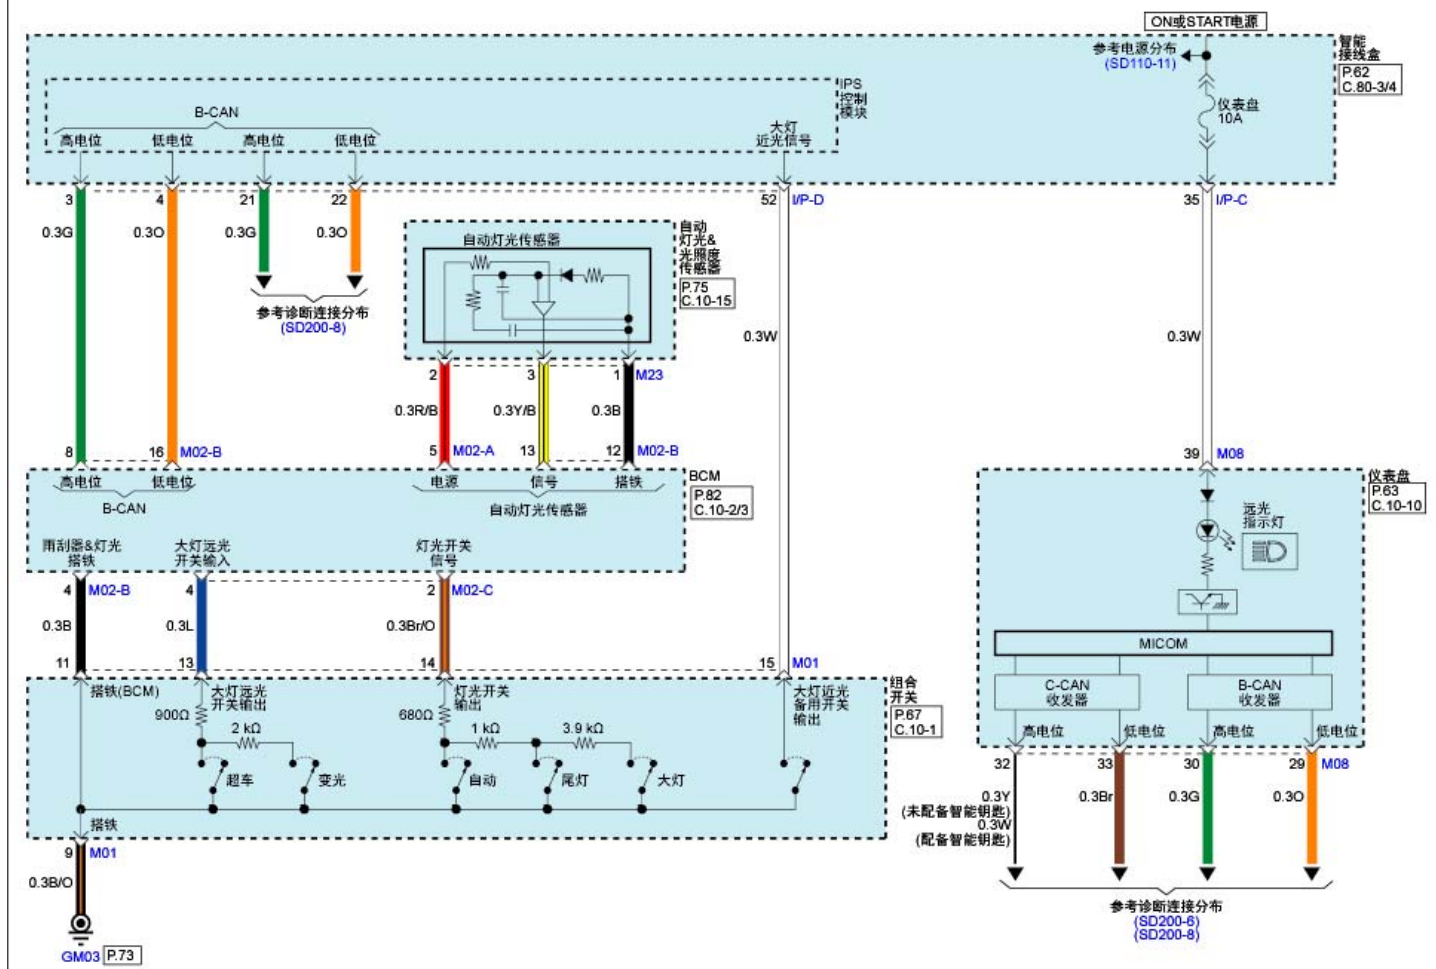 ON或START电源
参考电源分布
(SD110-11)
智能
接线盒
P.62
C.80-3/4
仪表盘
10A
IPS
控制
模块
B-CAN
高电位
低电位
高电位
低电位
大灯
近光信号
3
4
21
22
52
I/P-D
35
I/P-C
0.3G
0.3O
0.3G
0.3O
参考诊断连接分布
(SD200-8)
自动灯光传感器
自动
灯光&
光照度
传感器
P.75
C.10-15
0.3W
0.3W
2
3
1
M23
0.3R/B
0.3Y/B
0.3B
8
16
M02-B
5
M02-A
13
12
M02-B
39
M08
高电位
低电位
B-CAN
电源
信号
搭铁
自动灯光传感器
BCM
P.82
C.10-2/3
雨刮器&灯光
搭铁
大灯远光
开关输入
灯光开关
信号
4
M02-B
4
2
M02-C
0.3B
0.3L
0.3Br/O
11
13
14
15
M01
仪表盘
P.63
C.10-10
远光
指示灯
MICOM
C-CAN
收发器
B-CAN
收发器
高电位
低电位
高电位
低电位
搭铁(BCM)
大灯远光
开关输出
灯光开关
输出
大灯近光
备用开关
输出
组合
开关
P.67
C.10-1
900Ω
2 kΩ
680Ω
1 kΩ
3.9 kΩ
超车
变光
自动
尾灯
大灯
搭铁
9
M01
0.3B/O
GM03
P.73
32
33
30
29
M08
0.3Y
(未配备智能钥匙)
0.3W
(配备智能钥匙)
0.3Br
0.3G
0.3O
参考诊断连接分布
(SD200-6)
(SD200-8)